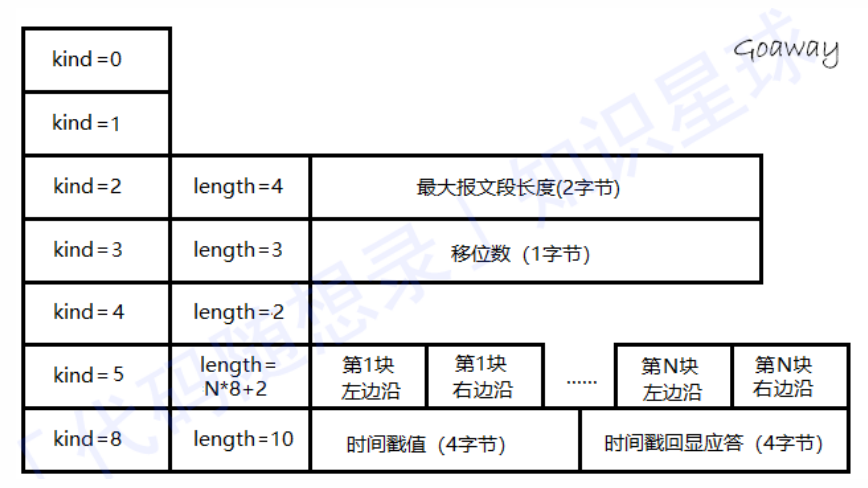 Goaway
kind=0
kind=1
kind=2 length=4 最大报文段长度(2字节)
kind=3 length=3 移位数（1字节）
kind=4 length=2
kind=5 length=
N*8+2 第1块
左边沿 第1块
右边沿 ...... 第N块
左边沿 第N块
右边沿
kind=8 length=10 时间戳值（4字节） 时间戳回显应答（4字节）
「代码随想录」知识星球